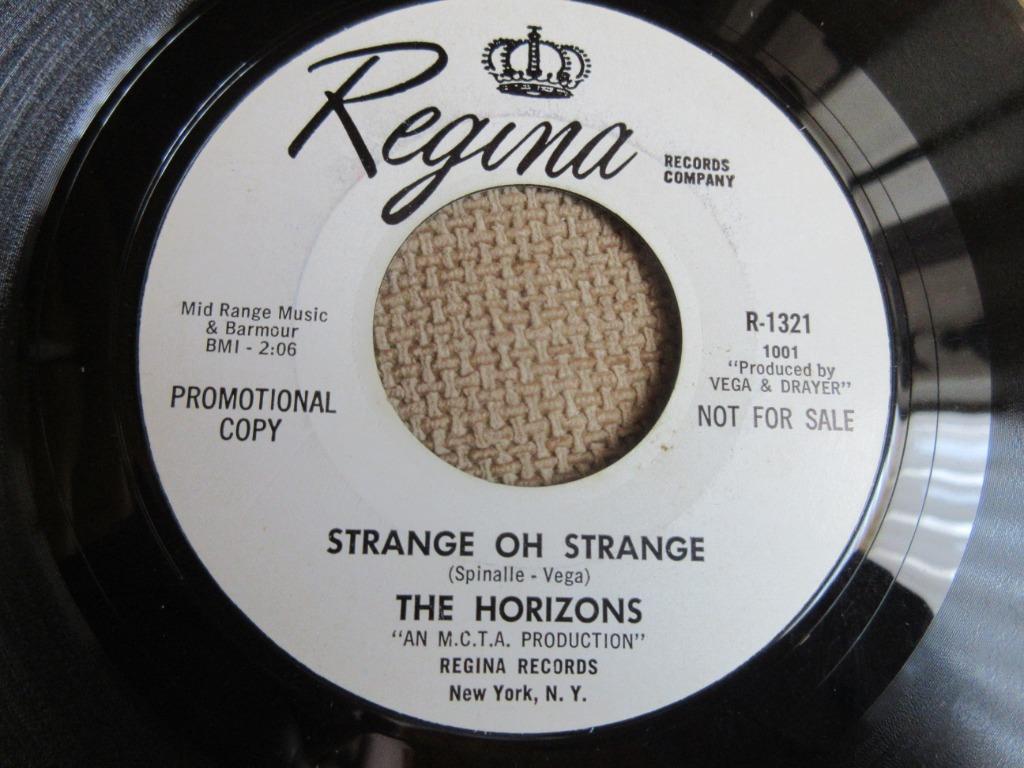 Regina
RECORDS
COMPANY
Mid Range Music
& Barmour
BMI - 2:06
PROMOTIONAL
COPY
R-1321
1001
"Produced by
VEGA & DRAYER"
NOT FOR SALE
STRANGE OH STRANGE
(Spinalle - Vega)
THE HORIZONS
"AN M.C.T.A. PRODUCTION"
REGINA RECORDS
New York, N. Y.